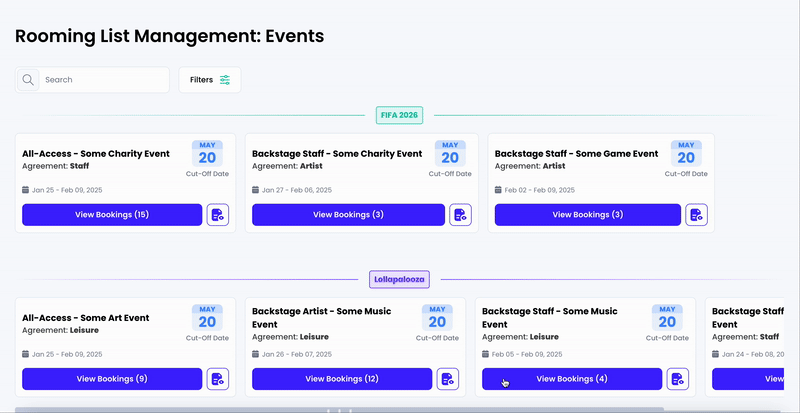 Rooming List Management: Events
Search
Filters
FIFA 2026
All-Access - Some Charity Event
Agreement: Staff
MAY
20
Cut-Off Date
Jan 25 - Feb 09, 2025
View Bookings (15)
Backstage Staff - Some Charity Event
Agreement: Artist
MAY
20
Cut-Off Date
Jan 27 - Feb 06, 2025
View Bookings (3)
Backstage Staff - Some Game Event
Agreement: Artist
MAY
20
Cut-Off Date
Feb 02 - Feb 09, 2025
View Bookings (3)
Lollapalooza
All-Access - Some Art Event
Agreement: Leisure
MAY
20
Cut-Off Date
Jan 25 - Feb 09, 2025
View Bookings (9)
Backstage Artist - Some Music
Event
Agreement: Leisure
MAY
20
Cut-Off Date
Jan 26 - Feb 07, 2025
View Bookings (12)
Backstage Staff - Some Music
Event
Agreement: Leisure
MAY
20
Cut-Off Date
Feb 05 - Feb 09, 2025
View Bookings (4)
Backstage Staff
Event
Agreement: Staff
Jan 24 - Feb 08, 20
View